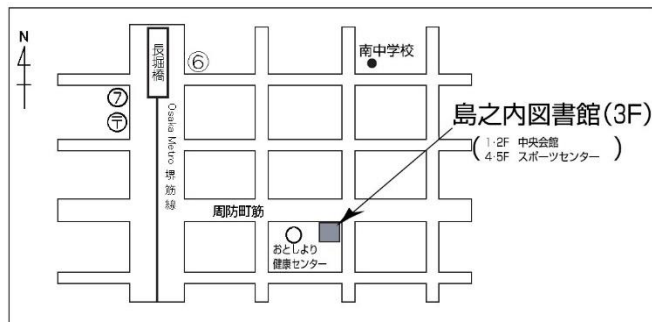 N
長堀橋
⑥
南中学校
⑦
〒
Osaka Metro 堺筋線
島之内図書館(3F)
(1・2F 中央会館
4・5F スポーツセンター)
周防町筋
おとしより
健康センター